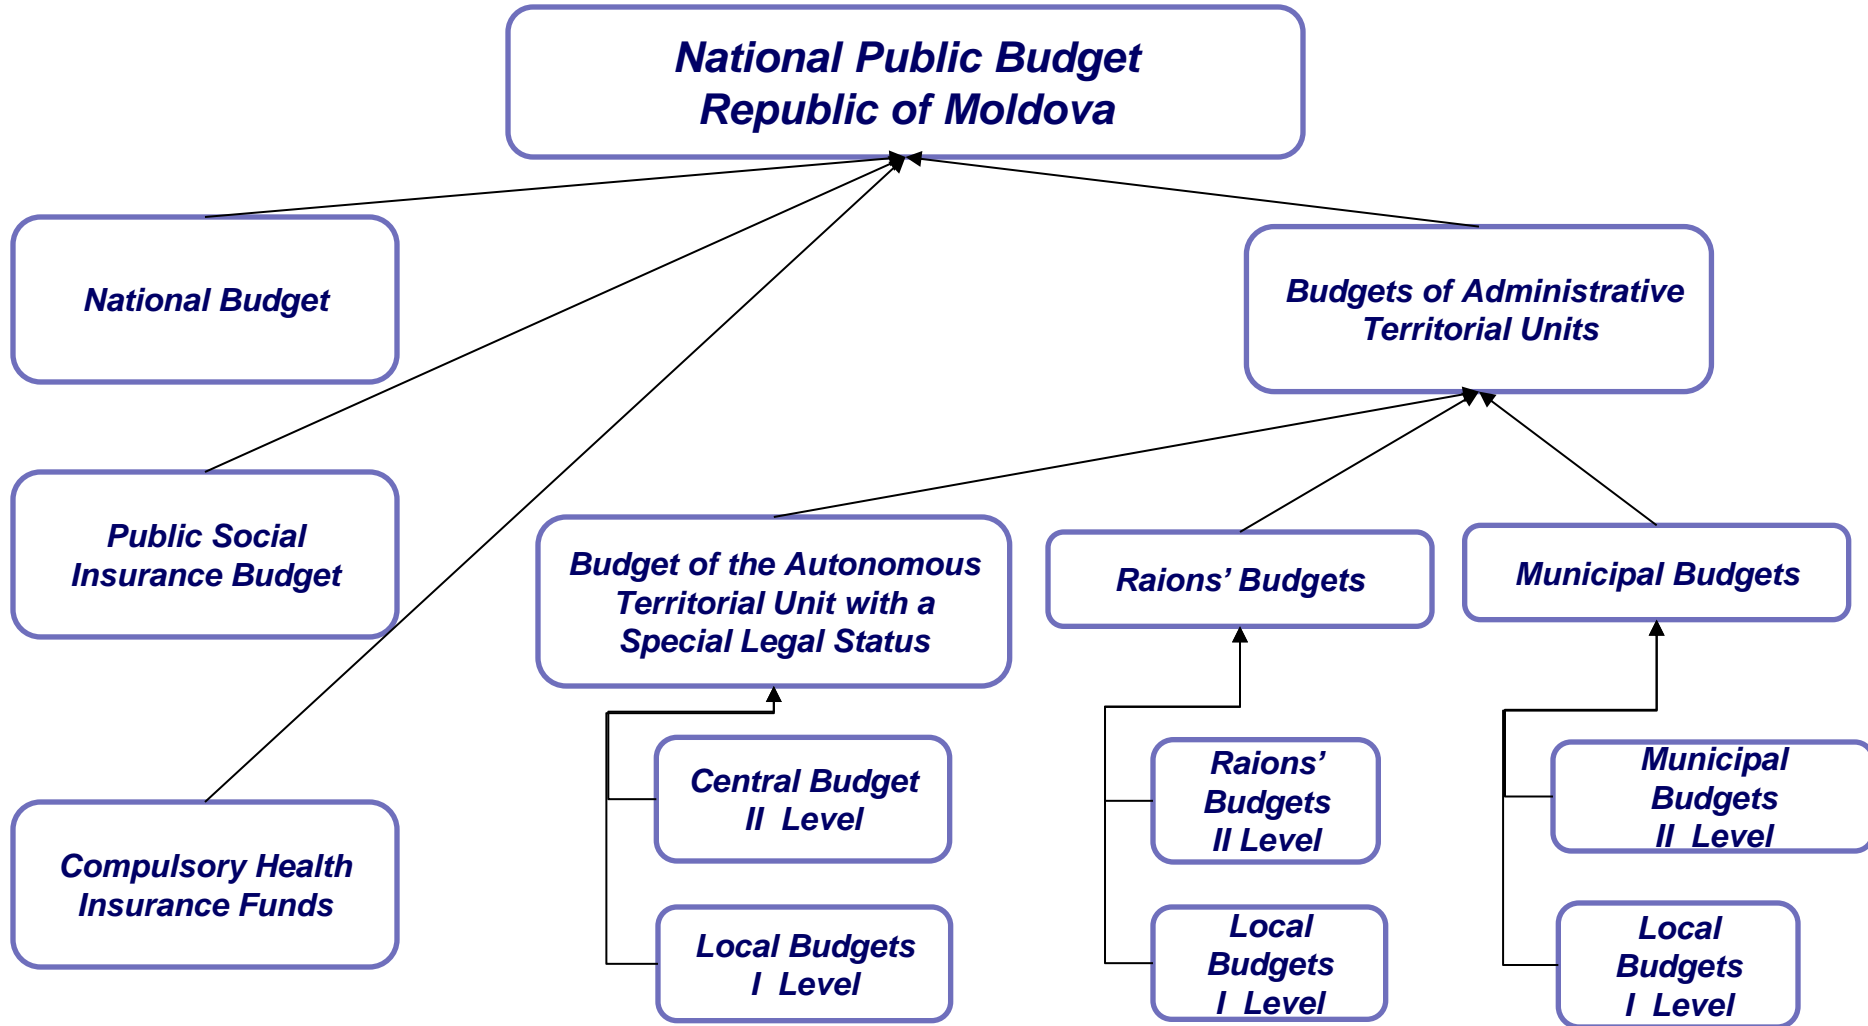 National Public Budget
Republic of Moldova
National Budget
Budgets of Administrative
Territorial Units
Public Social
Insurance Budget
Budget of the Autonomous
Territorial Unit with a
Special Legal Status
Raions’ Budgets
Municipal Budgets
Compulsory Health
Insurance Funds
Central Budget
II Level
Raions’
Budgets
II Level
Municipal
Budgets
II Level
Local Budgets
I Level
Local
Budgets
I Level
Local
Budgets
I Level